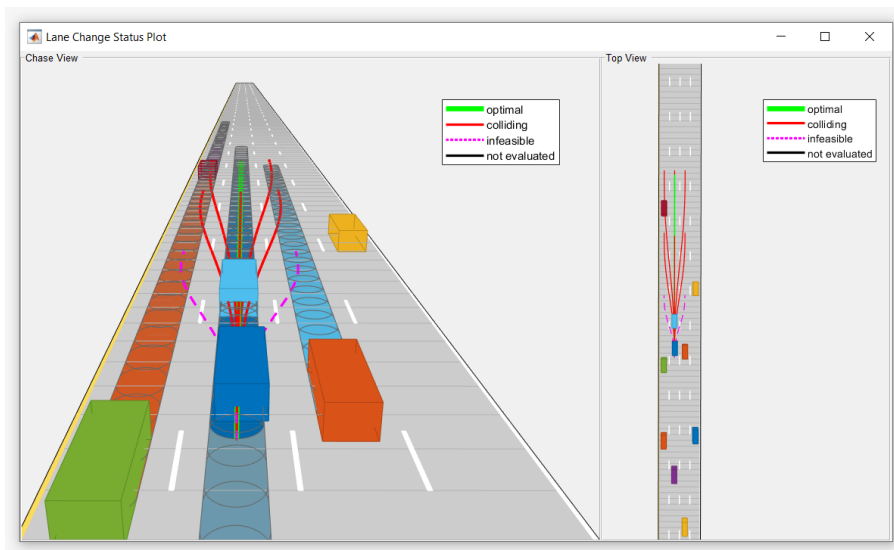 Lane Change Status Plot
Chase View
optimal
colliding
infeasible
not evaluated
Top View
optimal
colliding
infeasible
not evaluated